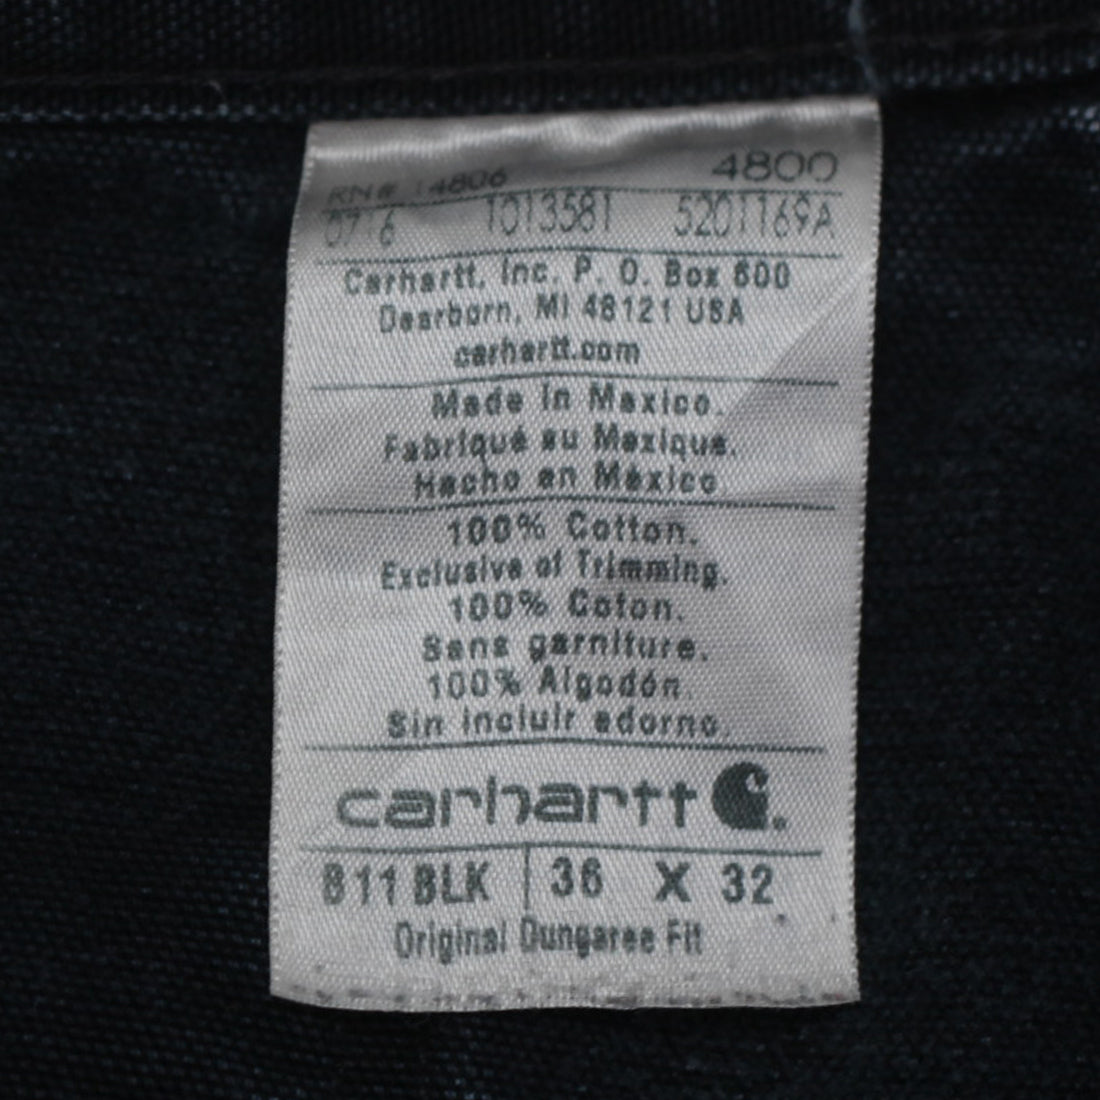 RN# 14806 4800
0716 1013581 5201169A
Carhartt, Inc. P. O. Box 600
Dearborn, MI 48121 USA
carhartt.com
Made in Mexico.
Fabriqué au Mexique.
Hecho en México
100% Cotton.
Exclusive of Trimming.
100% Coton.
Sans garniture.
100% Algodón.
Sin incluir adorno.
carhartt
B11 BLK 36 X 32
Original Dungaree Fit